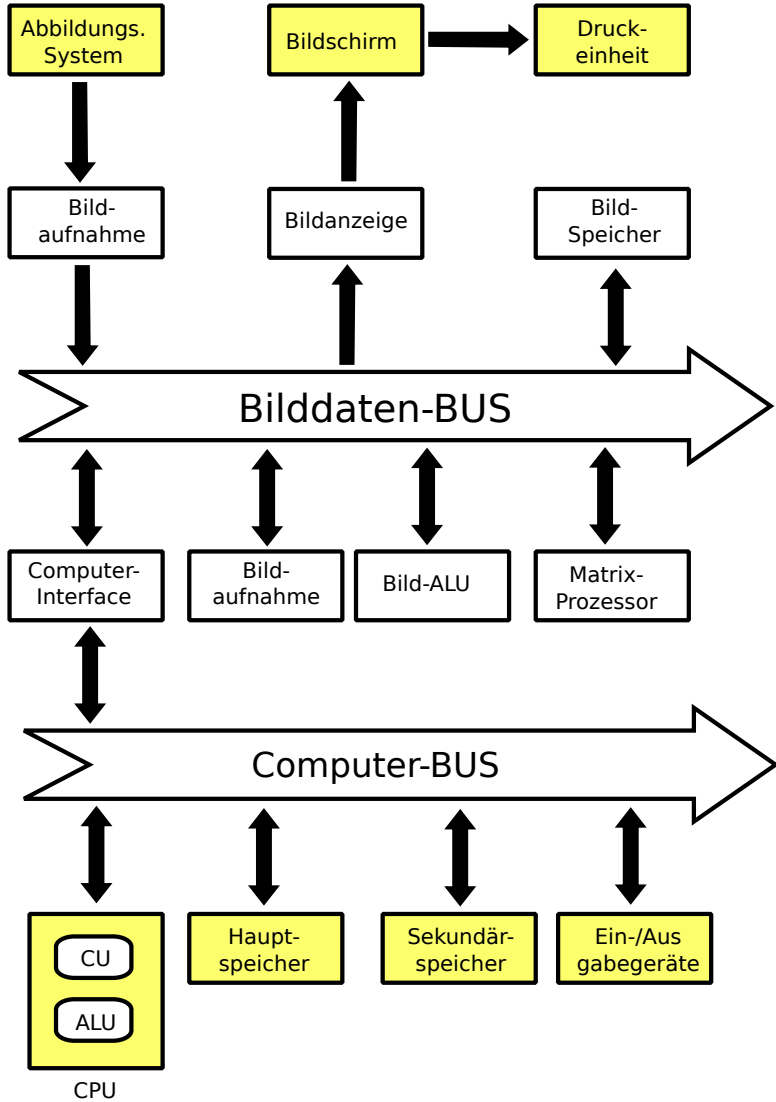 Abbildungs.
System
Bildschirm
Druck-
einheit
Bild-
aufnahme
Bildanzeige
Bild-
Speicher
Bilddaten-BUS
Computer-
Interface
Bild-
aufnahme
Bild-ALU
Matrix-
Prozessor
Computer-BUS
CU
ALU
CPU
Haupt-
speicher
Sekundär-
speicher
Ein-/Aus
gabegeräte